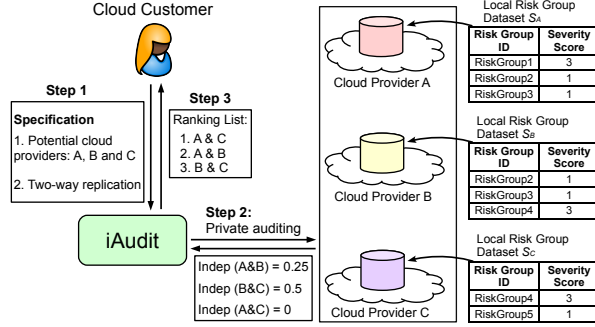 Cloud Customer
Step 1
Specification
1. Potential cloud
providers: A, B and C
2. Two-way replication
Step 3
Ranking List:
1. A & C
2. A & B
3. B & C
iAudit
Step 2:
Private auditing
Indep (A&B) = 0.25
Indep (B&C) = 0.5
Indep (A&C) = 0
Cloud Provider A
Cloud Provider B
Cloud Provider C
Local Risk Group
Dataset SA
Risk Group ID Severity Score
RiskGroup1 3
RiskGroup2 1
RiskGroup3 1
Local Risk Group
Dataset SB
Risk Group ID Severity Score
RiskGroup2 1
RiskGroup3 1
RiskGroup4 3
Local Risk Group
Dataset SC
Risk Group ID Severity Score
RiskGroup4 3
RiskGroup5 1